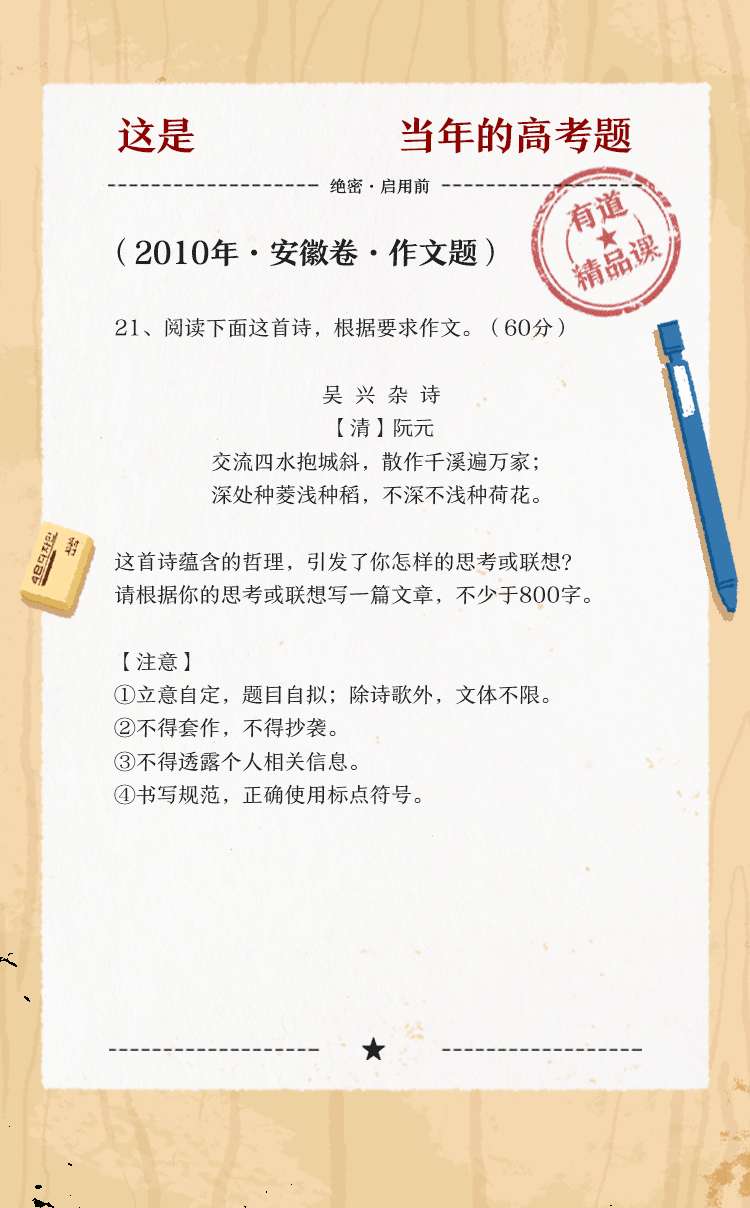 这是 当年的高考题
绝密·启用前
有道
精品课
（2010年·安徽卷·作文题）
21、阅读下面这首诗，根据要求作文。（60分）
吴兴杂诗
【清】阮元
交流四水抱城斜，散作千溪遍万家；
深处种菱浅种稻，不深不浅种荷花。
这首诗蕴含的哲理，引发了你怎样的思考或联想？
请根据你的思考或联想写一篇文章，不少于800字。
【注意】
①立意自定，题目自拟；除诗歌外，文体不限。
②不得套作，不得抄袭。
③不得透露个人相关信息。
④书写规范，正确使用标点符号。